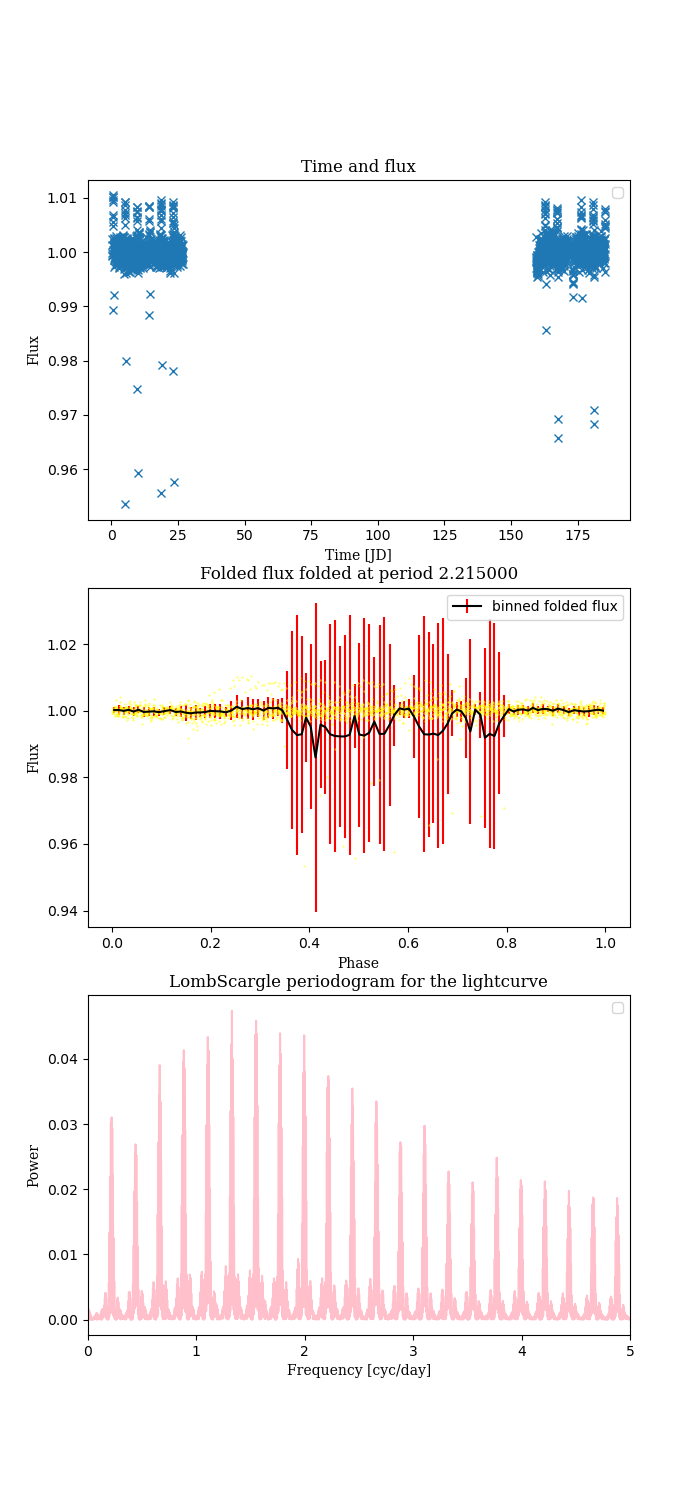 Time and flux
1.01
1.00
0.99
0.98
0.97
0.96
Flux
0 25 50 75 100 125 150 175
Time [JD]
Folded flux folded at period 2.215000
binned folded flux
1.02
1.00
0.98
0.96
0.94
Flux
0.0 0.2 0.4 0.6 0.8 1.0
Phase
LombScargle periodogram for the lightcurve
0.04
0.03
0.02
0.01
0.00
Power
0 1 2 3 4 5
Frequency [cyc/day]